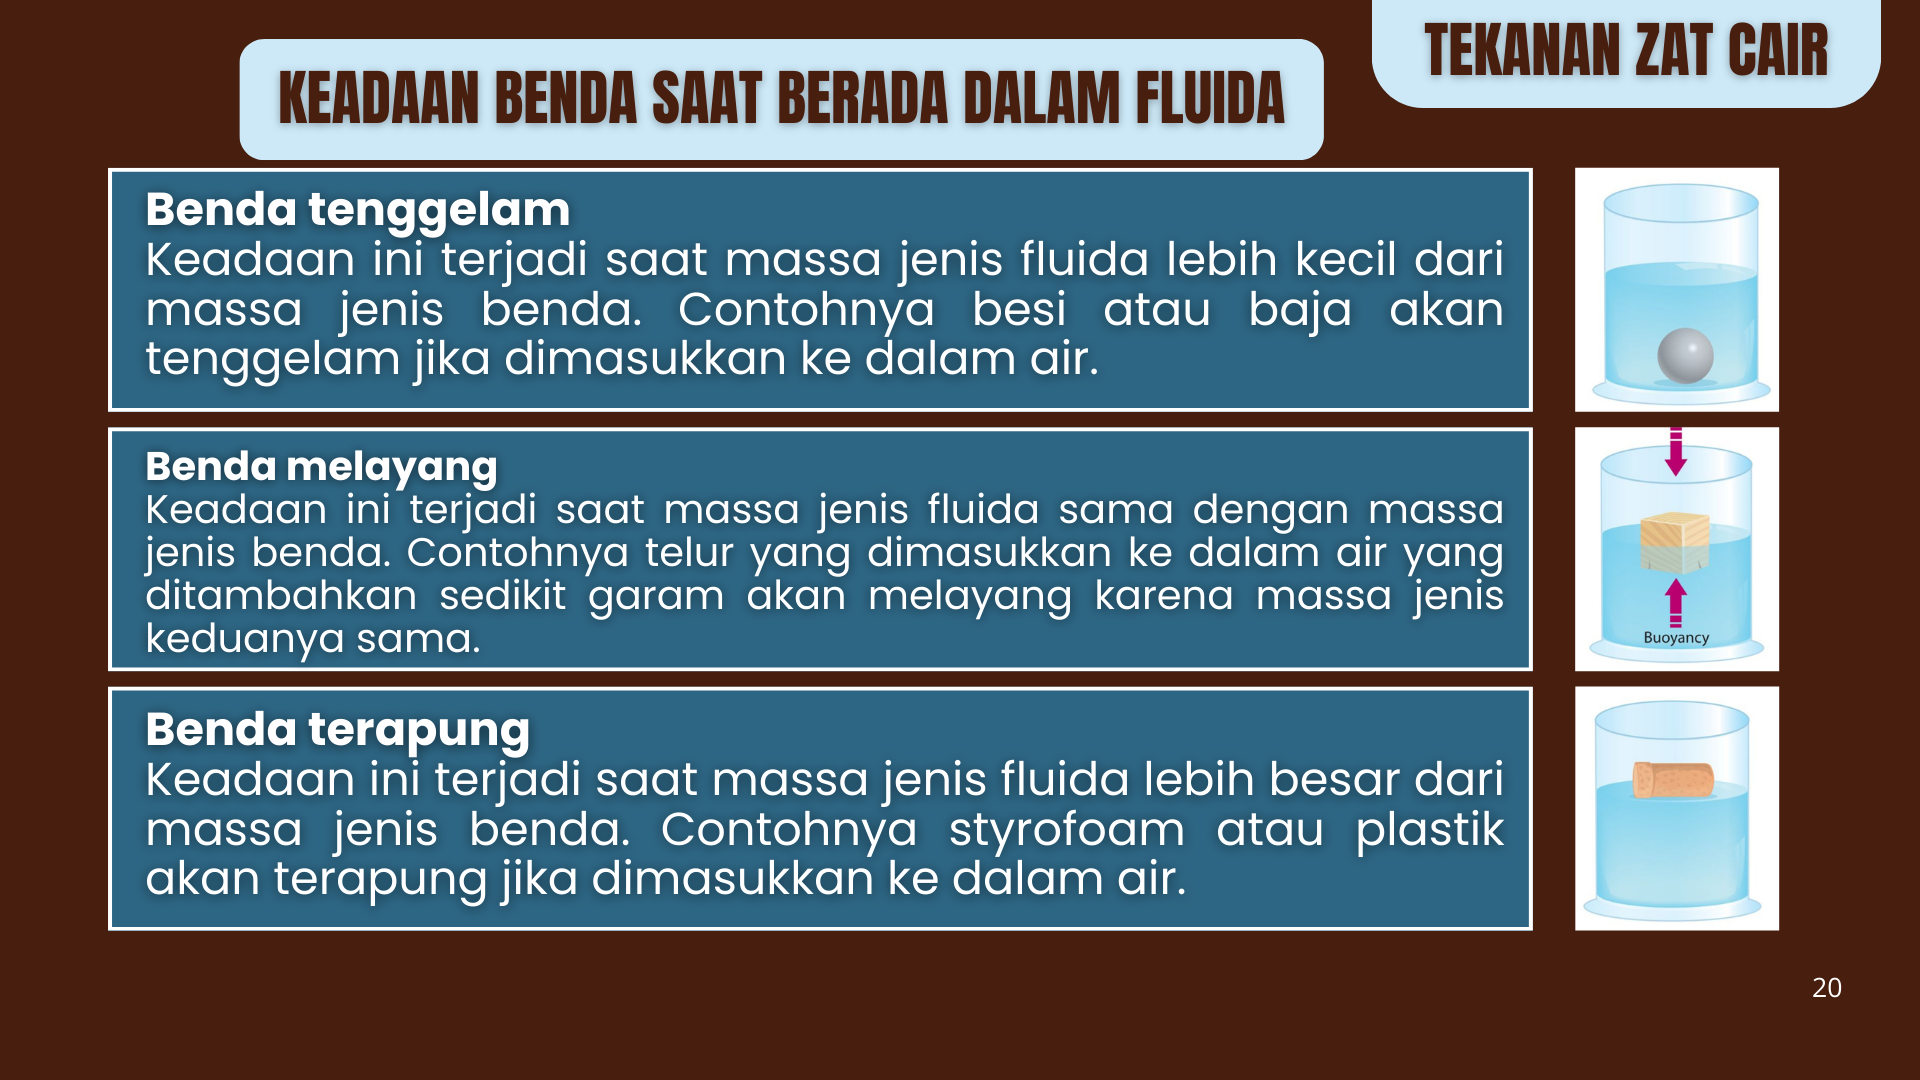 TEKANAN ZAT CAIR
KEADAAN BENDA SAAT BERADA DALAM FLUIDA
Benda tenggelam
Keadaan ini terjadi saat massa jenis fluida lebih kecil dari
massa jenis benda. Contohnya besi atau baja akan
tenggelam jika dimasukkan ke dalam air.
Benda melayang
Keadaan ini terjadi saat massa jenis fluida sama dengan massa
jenis benda. Contohnya telur yang dimasukkan ke dalam air yang
ditambahkan sedikit garam akan melayang karena massa jenis
keduanya sama.
Buoyancy
Benda terapung
Keadaan ini terjadi saat massa jenis fluida lebih besar dari
massa jenis benda. Contohnya styrofoam atau plastik
akan terapung jika dimasukkan ke dalam air.
20